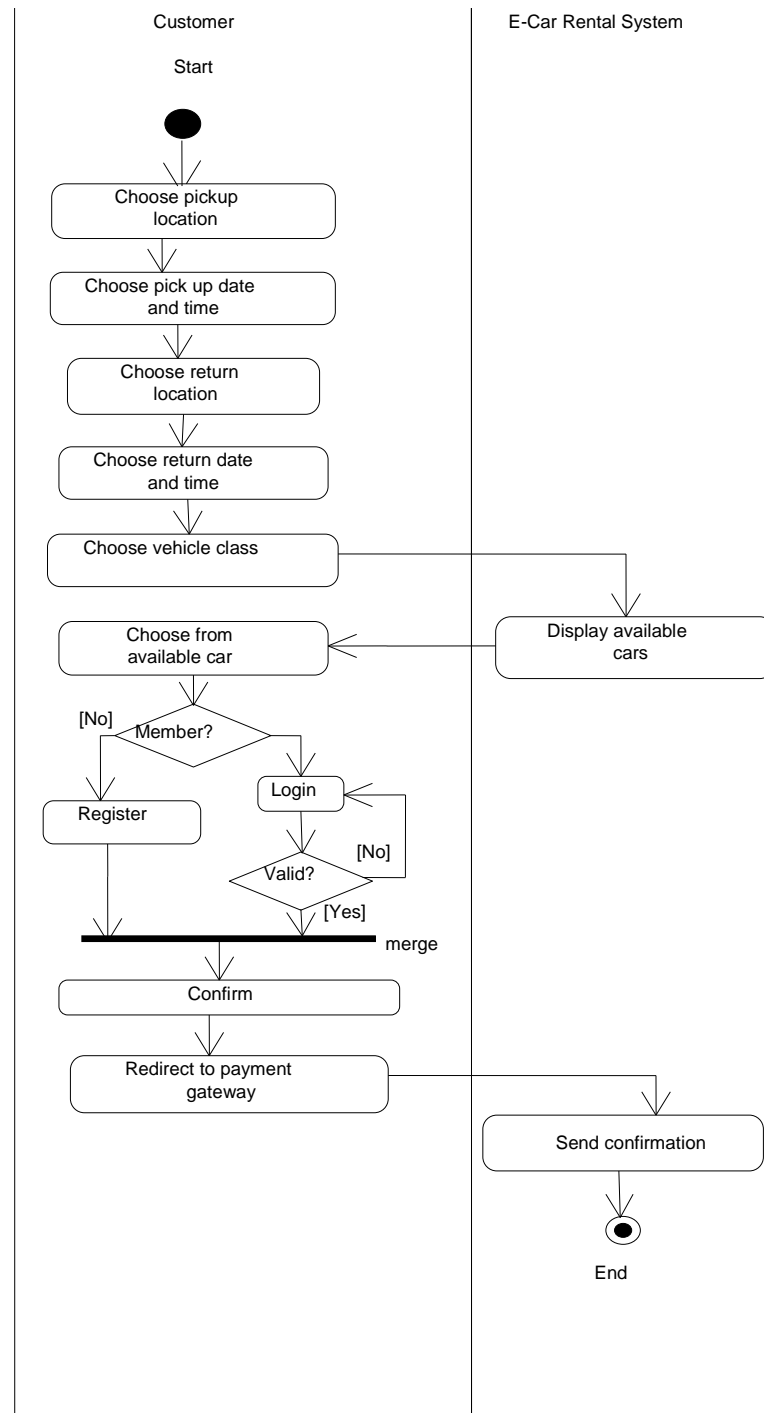 Customer
E-Car Rental System
Start
Choose pickup
location
Choose pick up date
and time
Choose return
location
Choose return date
and time
Choose vehicle class
Display available
cars
Choose from
available car
[No]
Member?
Login
Register
[No]
Valid?
[Yes]
merge
Confirm
Redirect to payment
gateway
Send confirmation
End